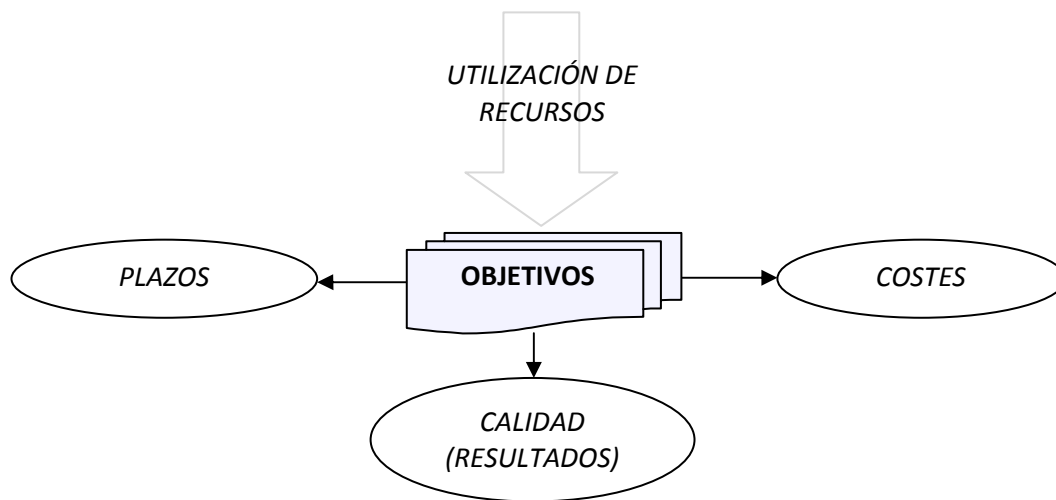 UTILIZACIÓN DE
RECURSOS
PLAZOS
OBJETIVOS
COSTES
CALIDAD
(RESULTADOS)